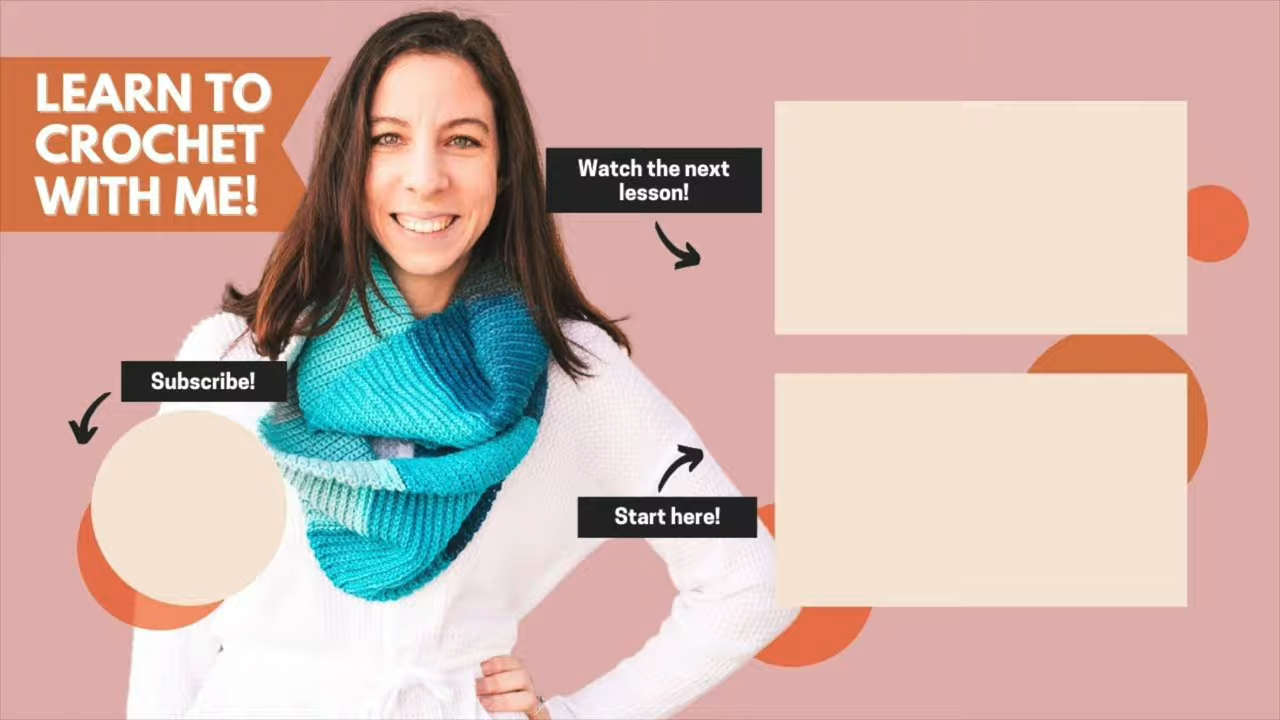 LEARN TO
CROCHET
WITH ME!
Watch the next
lesson!
Subscribe!
Start here!